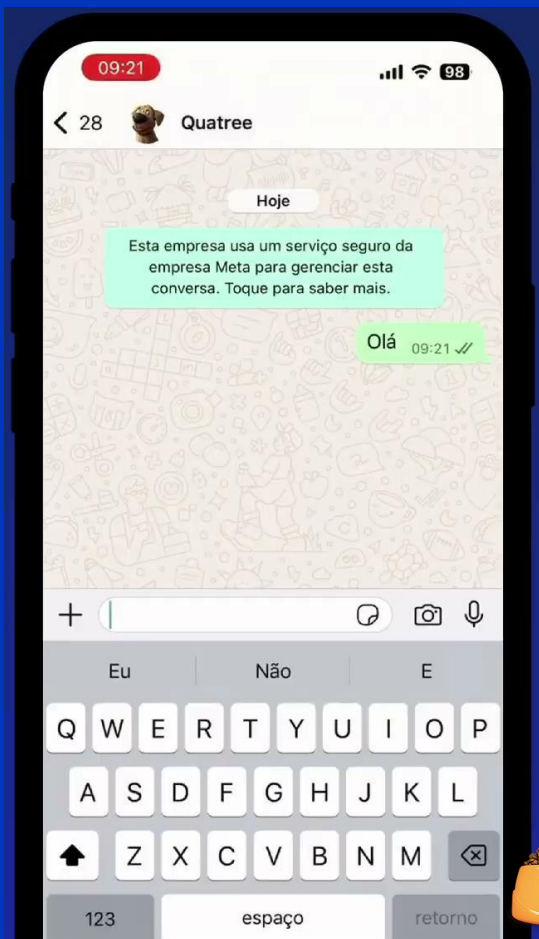 09:21
98
28
Quatree
Hoje
Esta empresa usa um serviço seguro da
empresa Meta para gerenciar esta
conversa. Toque para saber mais.
Olá 09:21
Eu Não E
Q W E R T Y U I O P
A S D F G H J K L
Z X C V B N M
123 espaço retorno